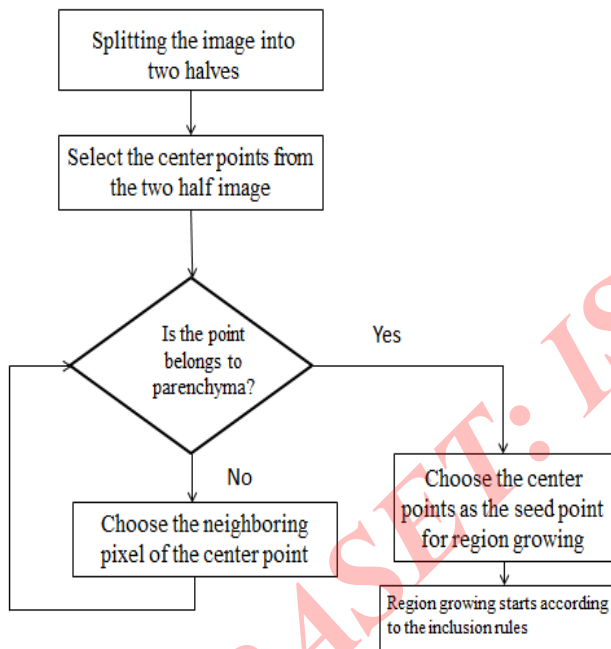 Splitting the image into
two halves
Select the center points from
the two half image
Is the point
belongs to
parenchyma?
Yes
No
Choose the neighboring
pixel of the center point
Choose the center
points as the seed point
for region growing
Region growing starts according
to the inclusion rules
ASET: IS